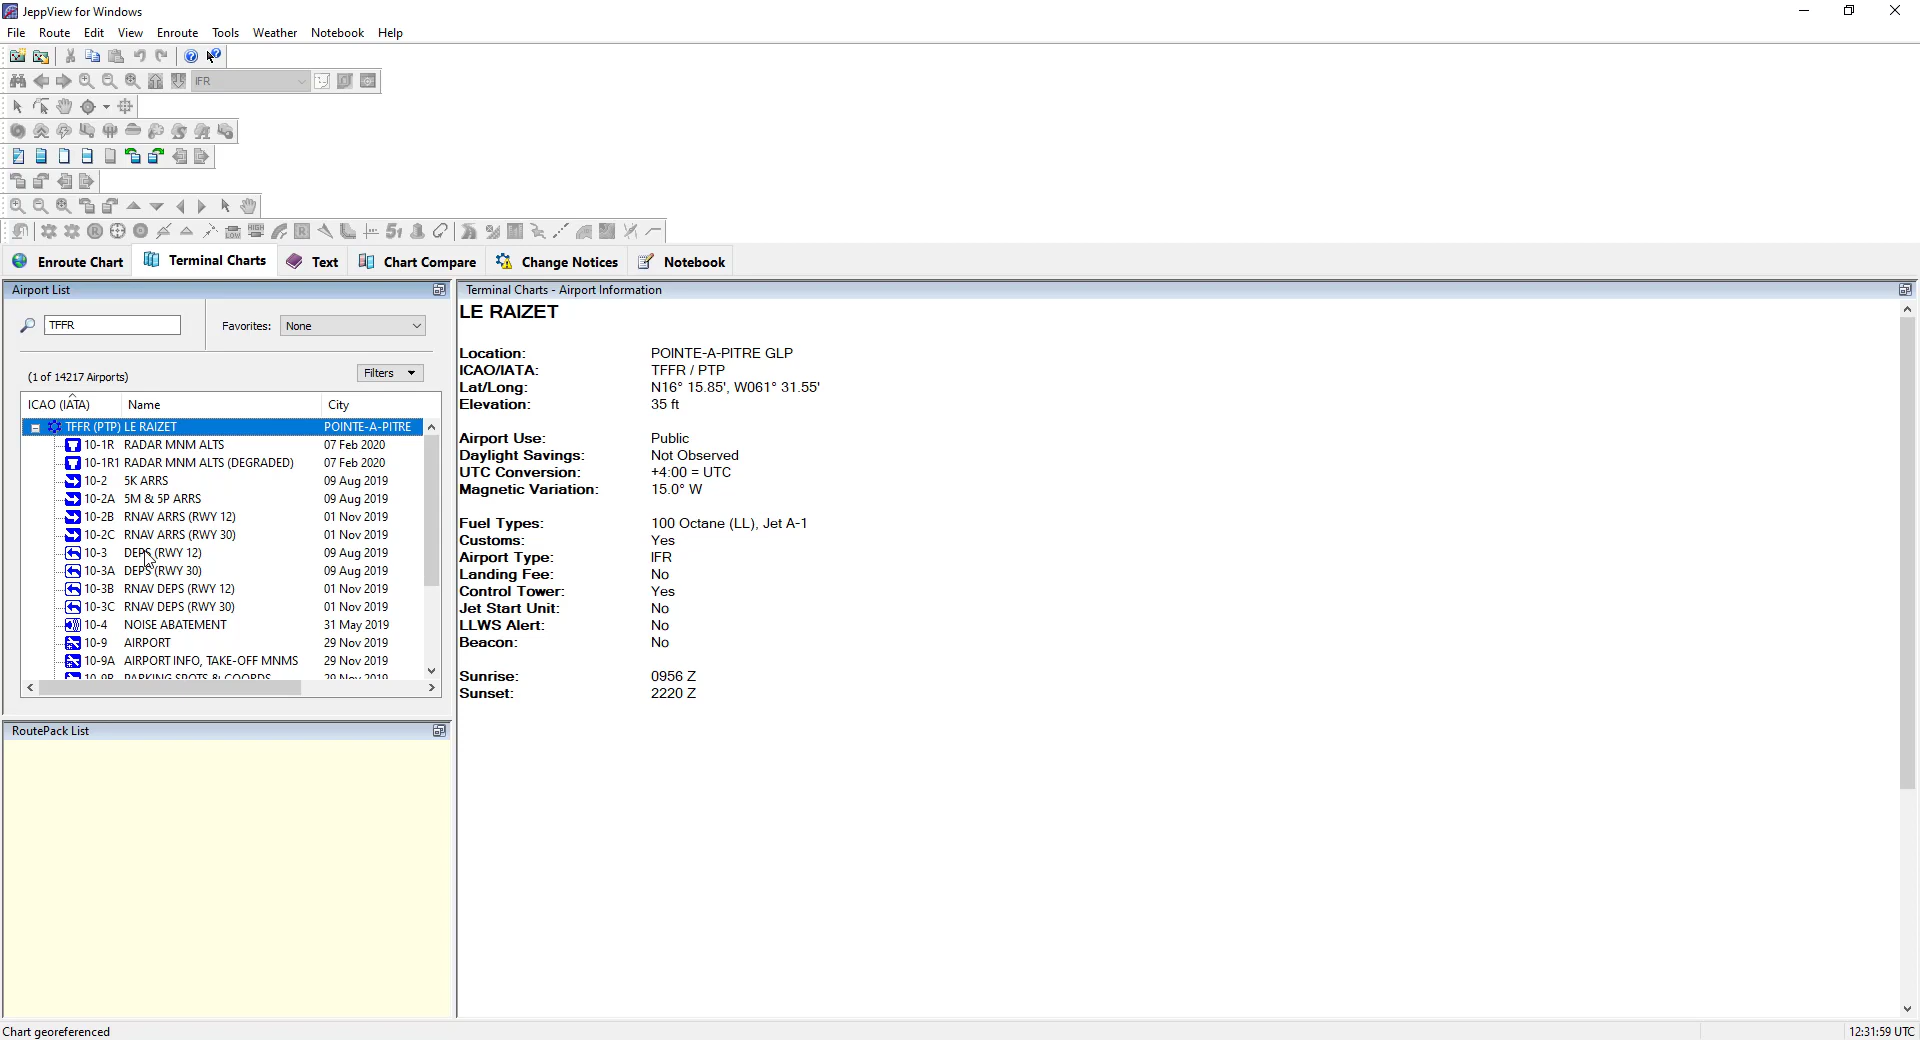 JeppView for Windows
File Route Edit View Enroute Tools Weather Notebook Help
IFR
Enroute Chart Terminal Charts Text Chart Compare Change Notices Notebook
Airport List
TFFR Favorites: None
(1 of 14217 Airports) Filters
ICAO (IATA) Name City
TFFR (PTP) LE RAIZET POINTE-A-PITRE
10-1R RADAR MNM ALTS 07 Feb 2020
10-1R1 RADAR MNM ALTS (DEGRADED) 07 Feb 2020
10-2 5K ARRS 09 Aug 2019
10-2A 5M & 5P ARRS 09 Aug 2019
10-2B RNAV ARRS (RWY 12) 01 Nov 2019
10-2C RNAV ARRS (RWY 30) 01 Nov 2019
10-3 DEPS (RWY 12) 09 Aug 2019
10-3A DEPS (RWY 30) 09 Aug 2019
10-3B RNAV DEPS (RWY 12) 01 Nov 2019
10-3C RNAV DEPS (RWY 30) 01 Nov 2019
10-4 NOISE ABATEMENT 31 May 2019
10-9 AIRPORT 29 Nov 2019
10-9A AIRPORT INFO, TAKE-OFF MNMS 29 Nov 2019
10-9B PARKING SPOTS & COORDS 29 Nov 2019
RoutePack List
Terminal Charts - Airport Information
LE RAIZET
Location: POINTE-A-PITRE GLP
ICAO/IATA: TFFR / PTP
Lat/Long: N16° 15.85', W061° 31.55'
Elevation: 35 ft
Airport Use: Public
Daylight Savings: Not Observed
UTC Conversion: +4:00 = UTC
Magnetic Variation: 15.0° W
Fuel Types: 100 Octane (LL), Jet A-1
Customs: Yes
Airport Type: IFR
Landing Fee: No
Control Tower: Yes
Jet Start Unit: No
LLWS Alert: No
Beacon: No
Sunrise: 0956 Z
Sunset: 2220 Z
Chart georeferenced
12:31:59 UTC